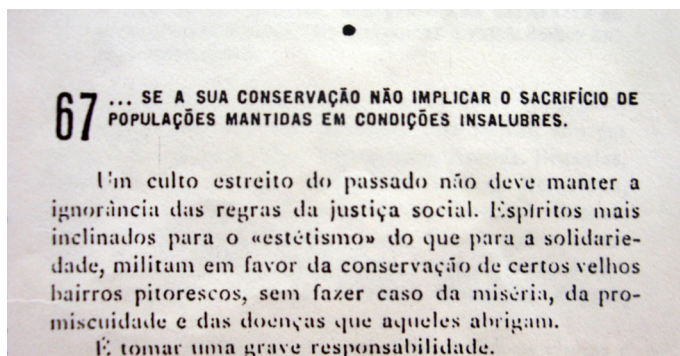 67 ... SE A SUA CONSERVAÇÃO NÃO IMPLICAR O SACRIFÍCIO DE
POPULAÇÕES MANTIDAS EM CONDIÇÕES INSALUBRES.
Um culto estreito do passado não deve manter a
ignorância das regras da justiça social. Espíritos mais
inclinados para o «estétismo» do que para a solidarie-
dade, militam em favor da conservação de certos velhos
bairros pitorescos, sem fazer caso da miséria, da pro-
miscuidade e das doenças que aqueles abrigam.
É tomar uma grave responsabilidade.